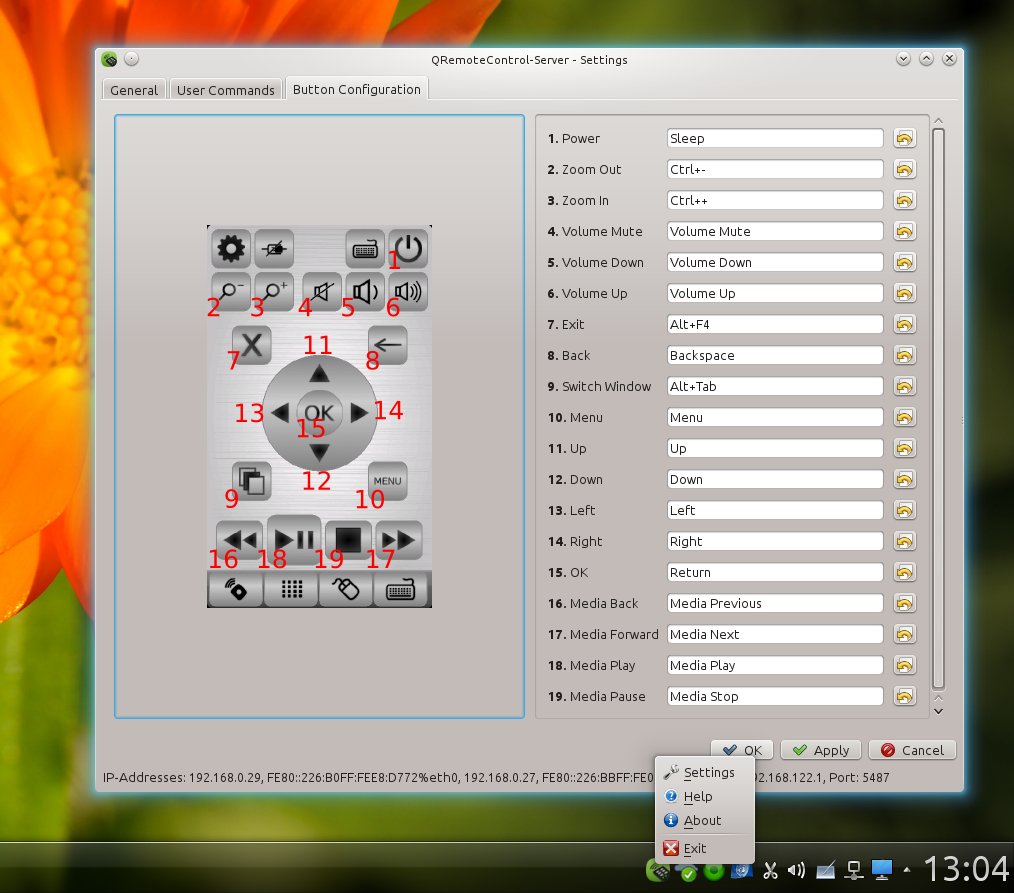 QRemoteControl-Server - Settings
General User Commands Button Configuration
1
2 3 4 5 6
7 11 8
13 OK 14
15
12
9 MENU 10
16 18 19 17
1. Power Sleep
2. Zoom Out Ctrl+-
3. Zoom In Ctrl++
4. Volume Mute Volume Mute
5. Volume Down Volume Down
6. Volume Up Volume Up
7. Exit Alt+F4
8. Back Backspace
9. Switch Window Alt+Tab
10. Menu Menu
11. Up Up
12. Down Down
13. Left Left
14. Right Right
15. OK Return
16. Media Back Media Previous
17. Media Forward Media Next
18. Media Play Media Play
19. Media Pause Media Stop
OK Apply Cancel
IP-Addresses: 192.168.0.29, FE80::226:B0FF:FEE8:D772%eth0, 192.168.0.27, FE80::226:BBFF:FE0 92.168.122.1, Port: 5487
Settings
Help
About
Exit
13:04